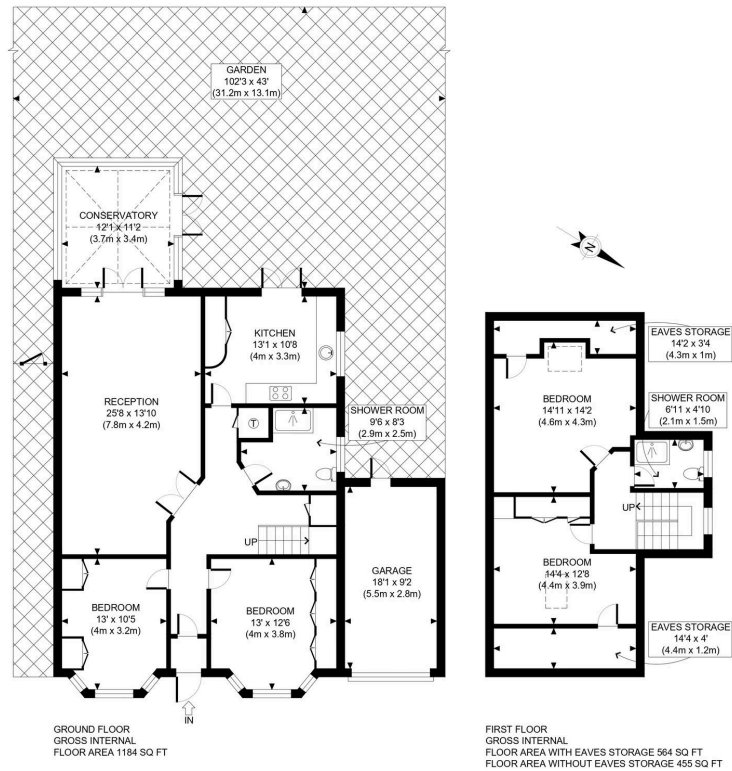 GARDEN
102'3 x 43'
(31.2m x 13.1m)
CONSERVATORY
12'1 x 11'2
(3.7m x 3.4m)
N
KITCHEN
13'1 x 10'8
(4m x 3.3m)
RECEPTION
25'8 x 13'10
(7.8m x 4.2m)
SHOWER ROOM
9'6 x 8'3
(2.9m x 2.5m)
T
UP
GARAGE
18'1 x 9'2
(5.5m x 2.8m)
BEDROOM
13' x 10'5
(4m x 3.2m)
BEDROOM
13' x 12'6
(4m x 3.8m)
IN
GROUND FLOOR
GROSS INTERNAL
FLOOR AREA 1184 SQ FT
EAVES STORAGE
14'2 x 3'4
(4.3m x 1m)
BEDROOM
14'11 x 14'2
(4.6m x 4.3m)
SHOWER ROOM
6'11 x 4'10
(2.1m x 1.5m)
UP
BEDROOM
14'4 x 12'8
(4.4m x 3.9m)
EAVES STORAGE
14'4 x 4'
(4.4m x 1.2m)
FIRST FLOOR
GROSS INTERNAL
FLOOR AREA WITH EAVES STORAGE 564 SQ FT
FLOOR AREA WITHOUT EAVES STORAGE 455 SQ FT